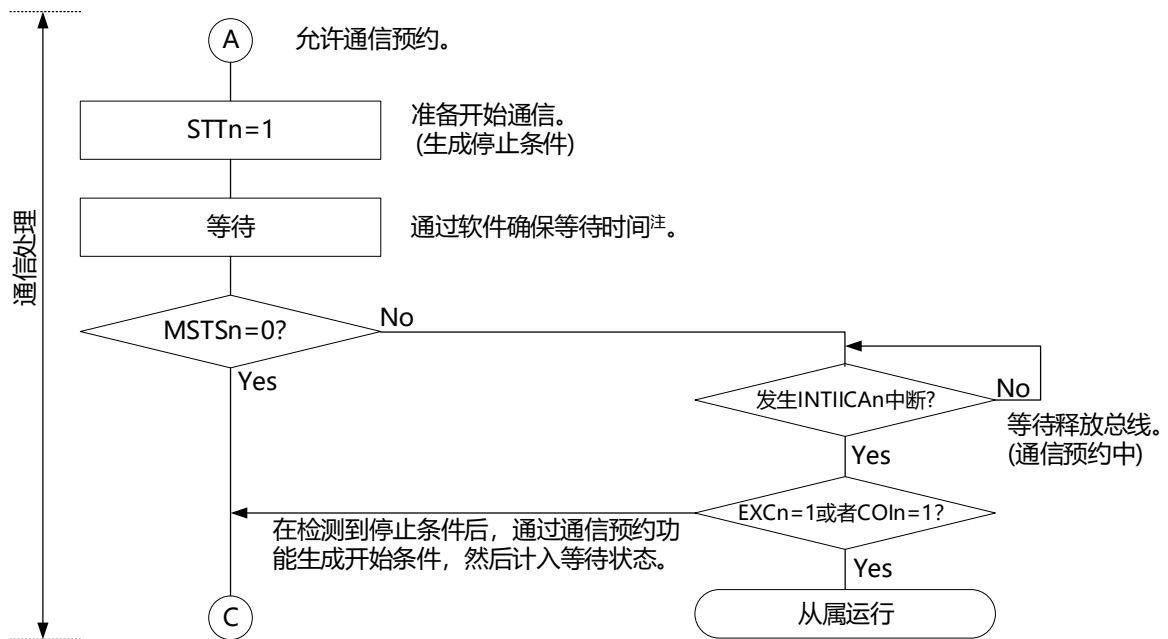 A
允许通信预约。
STTn=1
准备开始通信。
(生成停止条件)
等待
通过软件确保等待时间注。
通信处理
MSTSn=0?
No
Yes
发生INTIICAn中断?
No
等待释放总线。
(通信预约中)
Yes
EXCn=1或者COIn=1?
在检测到停止条件后，通过通信预约功
能生成开始条件，然后计入等待状态。
Yes
C
从属运行